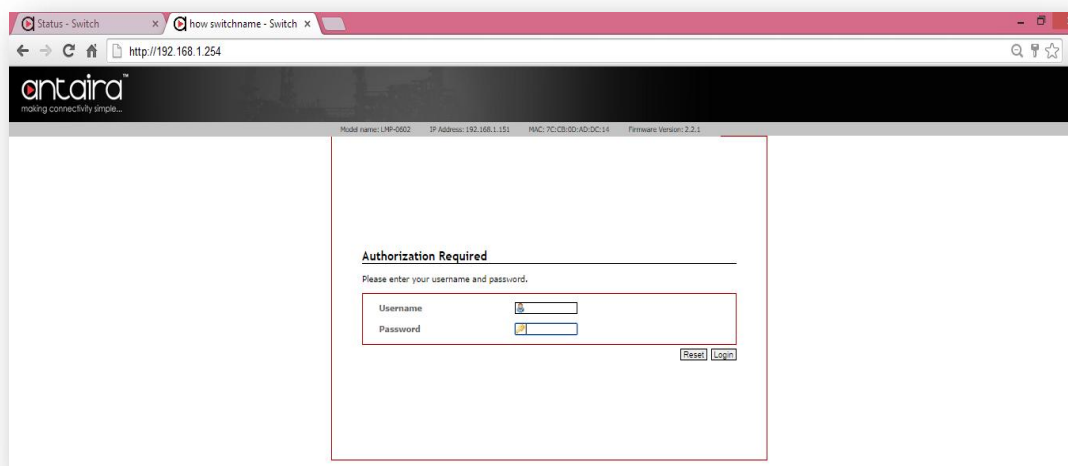 Status - Switch
how switchname - Switch
http://192.168.1.254
antaira™
making connectivity simple...
Model name: LMP-0602 IP Address: 192.168.1.151 MAC: 7C:CB:0D:AD:DC:14 Firmware Version: 2.2.1
Authorization Required
Please enter your username and password.
Username
Password
Reset Login